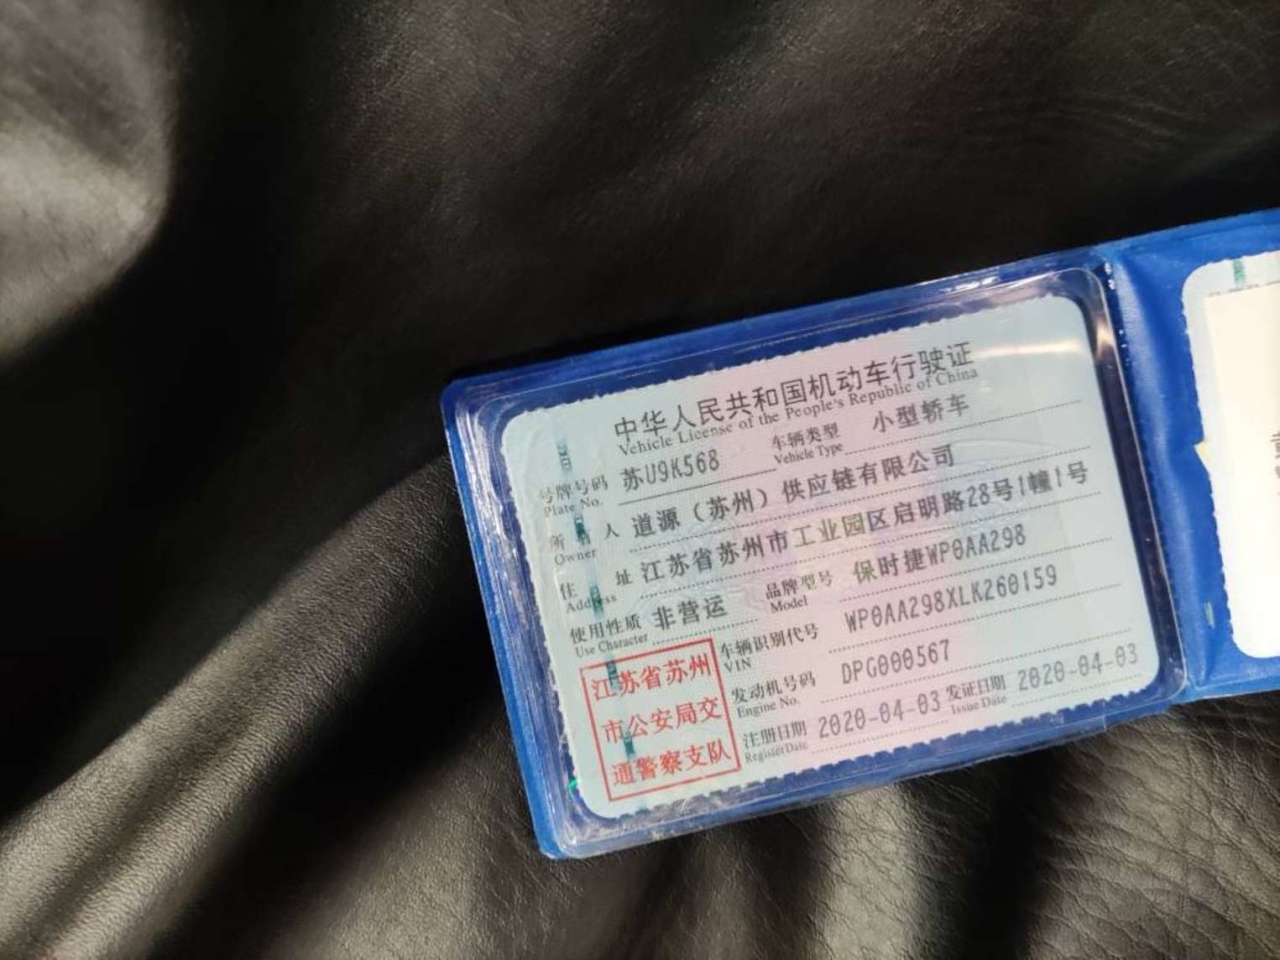 中华人民共和国机动车行驶证
Vehicle License of the People's Republic of China
号牌号码 苏U9K568 车辆类型 小型轿车
Plate No. Vehicle Type
所有人 道源（苏州）供应链有限公司
Owner
住址 江苏省苏州市工业园区启明路28号1幢1号
Address
使用性质 非营运 品牌型号 保时捷WP0AA298
Use Character Model
车辆识别代号 WP0AA298XLK260159
VIN
发动机号码 DPG000567
Engine No.
注册日期 2020-04-03 发证日期 2020-04-03
Register Date Issue Date
江苏省苏州
市公安局交
通警察支队